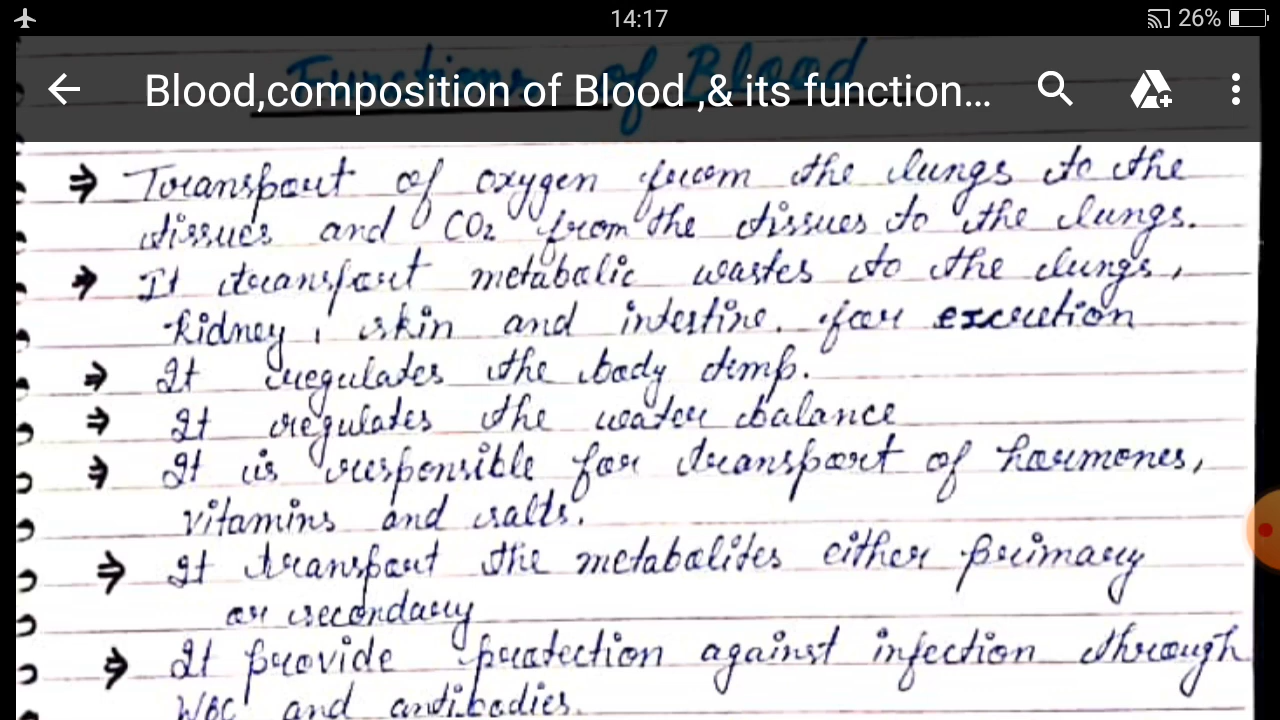 14:17
26%
Functions of Blood
Blood,composition of Blood ,& its function...
⇒ Transport of oxygen from the lungs to the
tissues and CO2 from the tissues to the lungs.
⇒ It transport metabolic wastes to the lungs,
kidney, skin and intestine. for excretion
⇒ It regulates the body temp.
⇒ It regulates the water balance
⇒ It is responsible for transport of hormones,
vitamins and salts.
⇒ It transport the metabolites either primary
or secondary
⇒ It provide protection against infection through
WBC and antibodies.